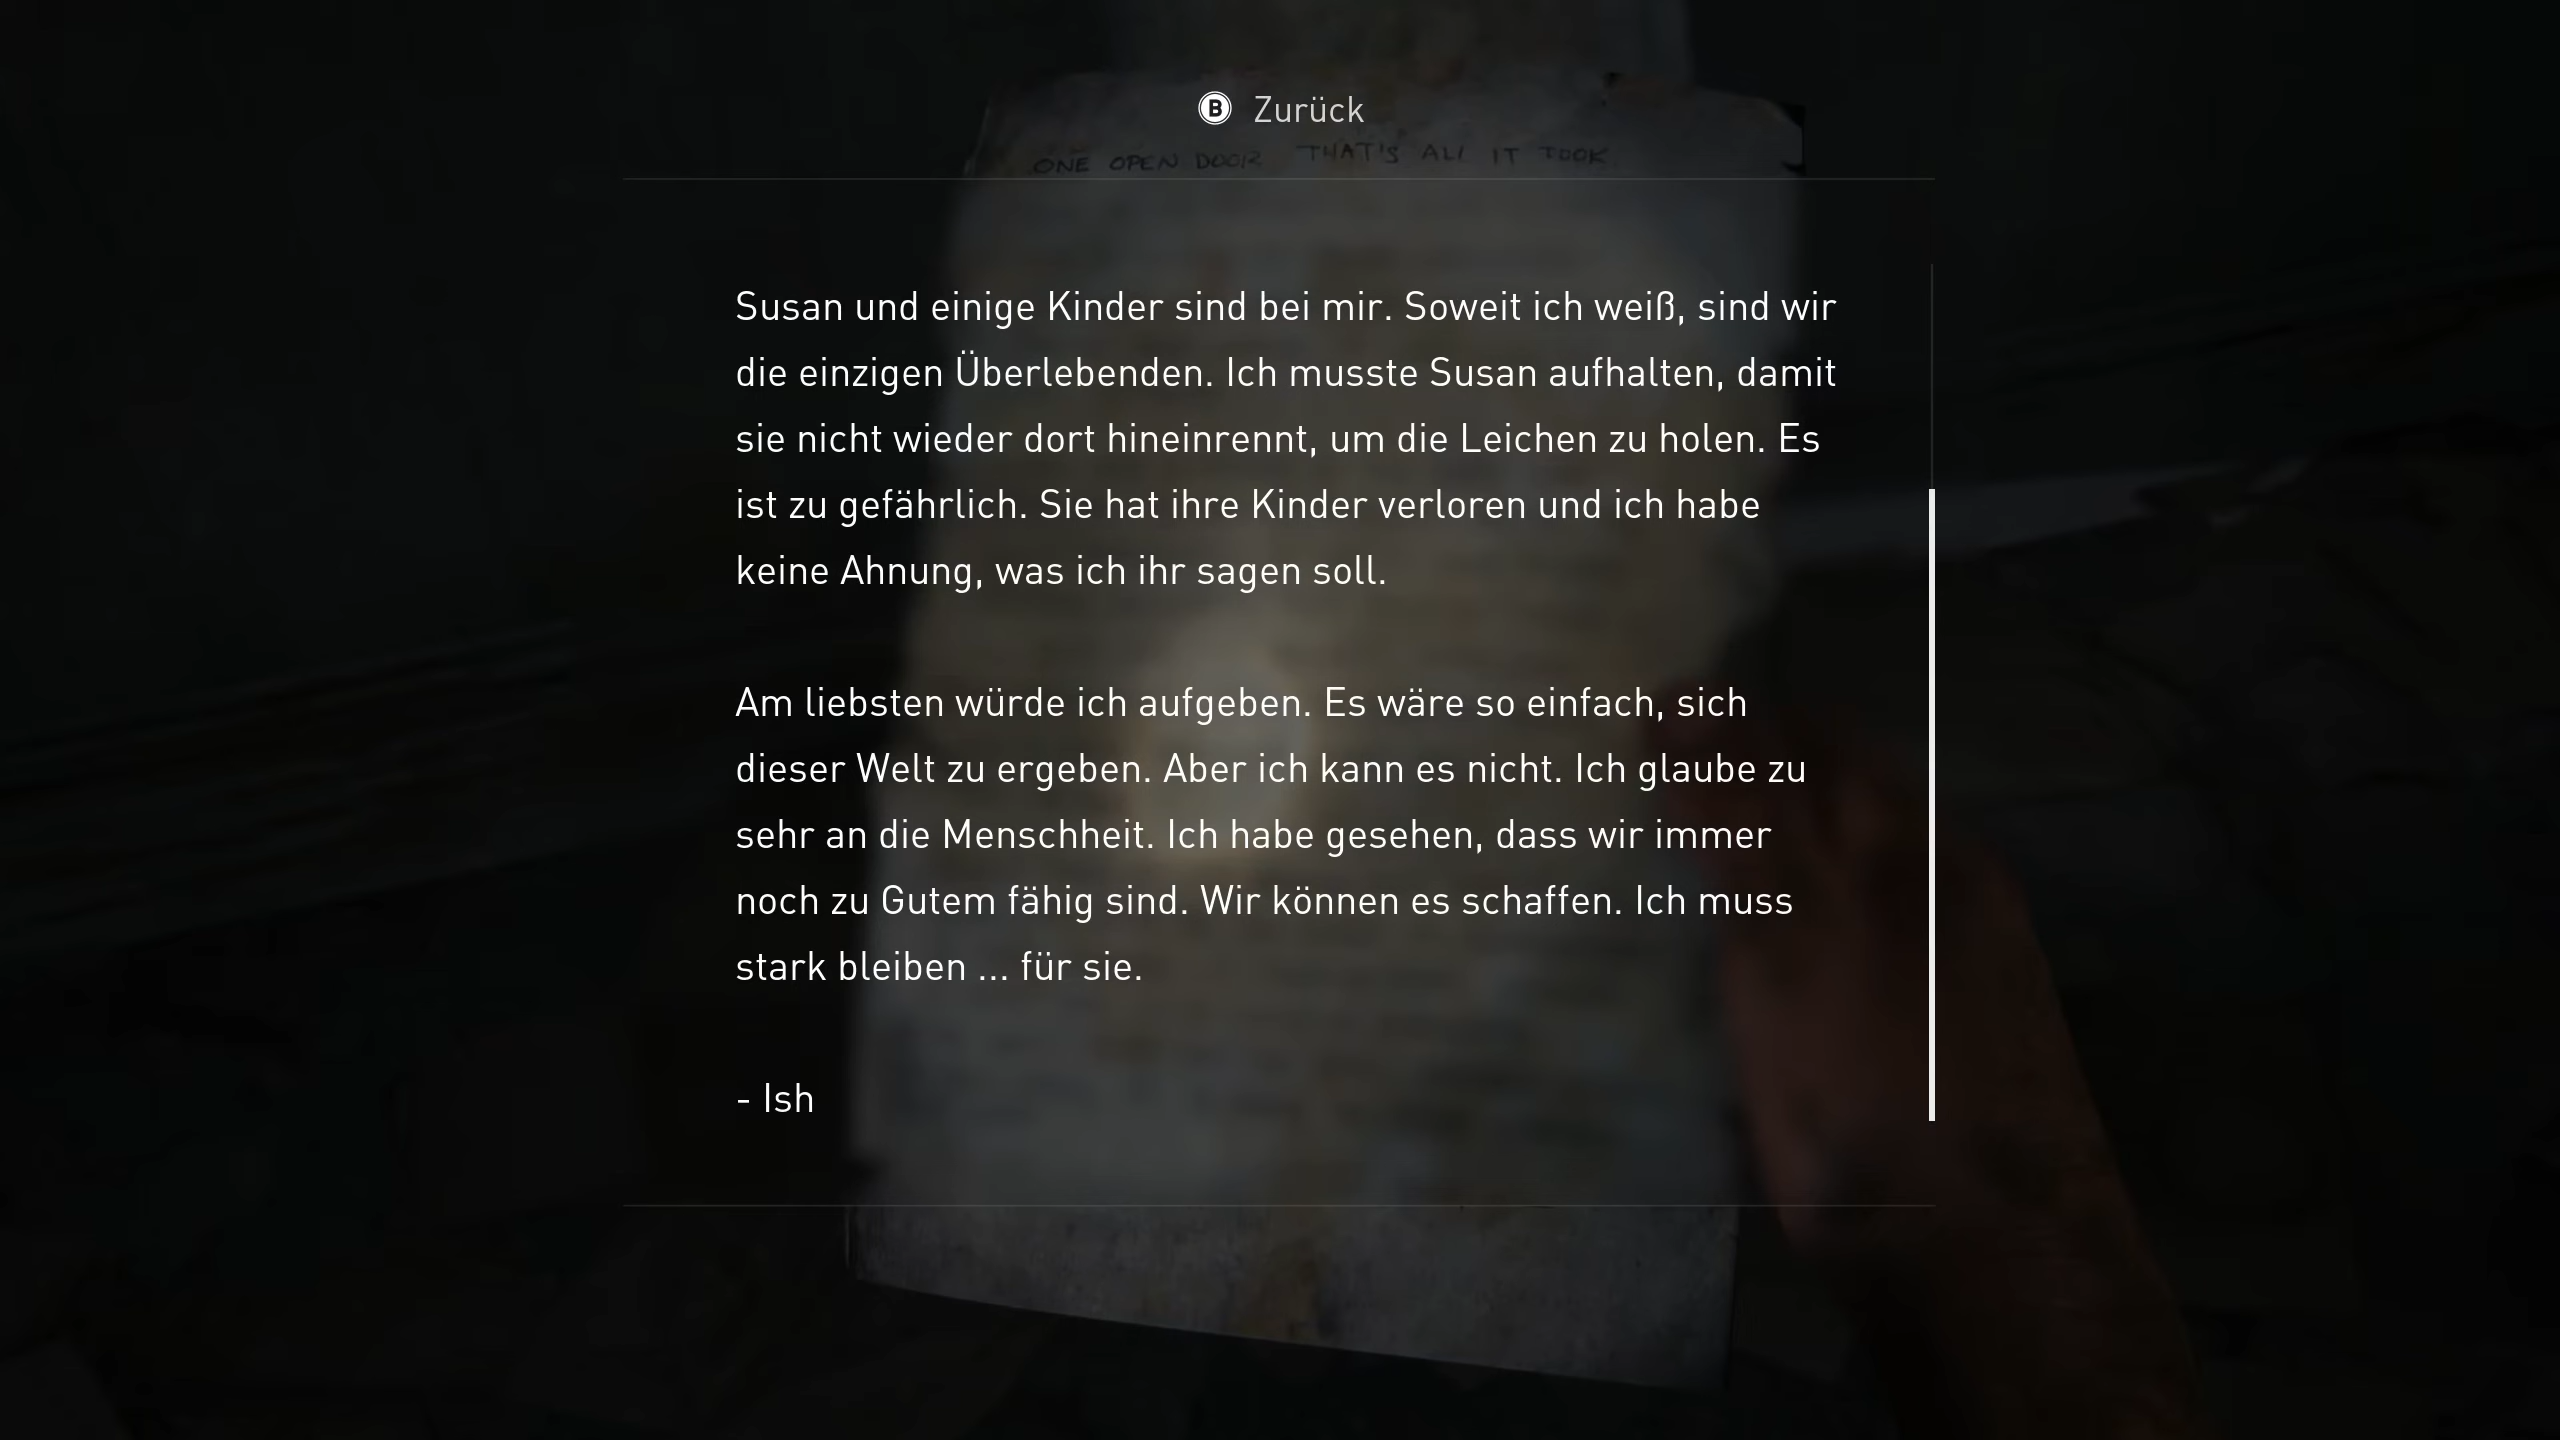 B Zurück
ONE OPEN DOOR THAT'S ALL IT TOOK
Susan und einige Kinder sind bei mir. Soweit ich weiß, sind wir
die einzigen Überlebenden. Ich musste Susan aufhalten, damit
sie nicht wieder dort hineinrennt, um die Leichen zu holen. Es
ist zu gefährlich. Sie hat ihre Kinder verloren und ich habe
keine Ahnung, was ich ihr sagen soll.
Am liebsten würde ich aufgeben. Es wäre so einfach, sich
dieser Welt zu ergeben. Aber ich kann es nicht. Ich glaube zu
sehr an die Menschheit. Ich habe gesehen, dass wir immer
noch zu Gutem fähig sind. Wir können es schaffen. Ich muss
stark bleiben ... für sie.
- Ish